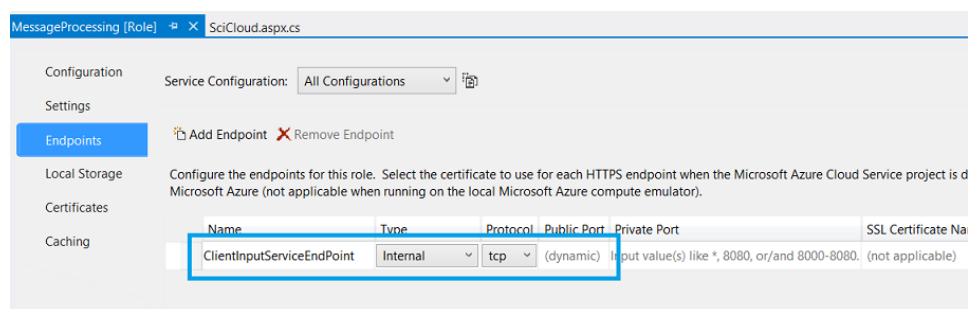 MessageProcessing [Role] SciCloud.aspx.cs
Configuration
Service Configuration: All Configurations
Settings
Endpoints
Add Endpoint Remove Endpoint
Local Storage
Configure the endpoints for this role. Select the certificate to use for each HTTPS endpoint when the Microsoft Azure Cloud Service project is d
Microsoft Azure (not applicable when running on the local Microsoft Azure compute emulator).
Certificates
Caching
Name Type Protocol Public Port Private Port SSL Certificate Na
ClientInputServiceEndPoint Internal tcp (dynamic) Input value(s) like *, 8080, or/and 8000-8080. (not applicable)